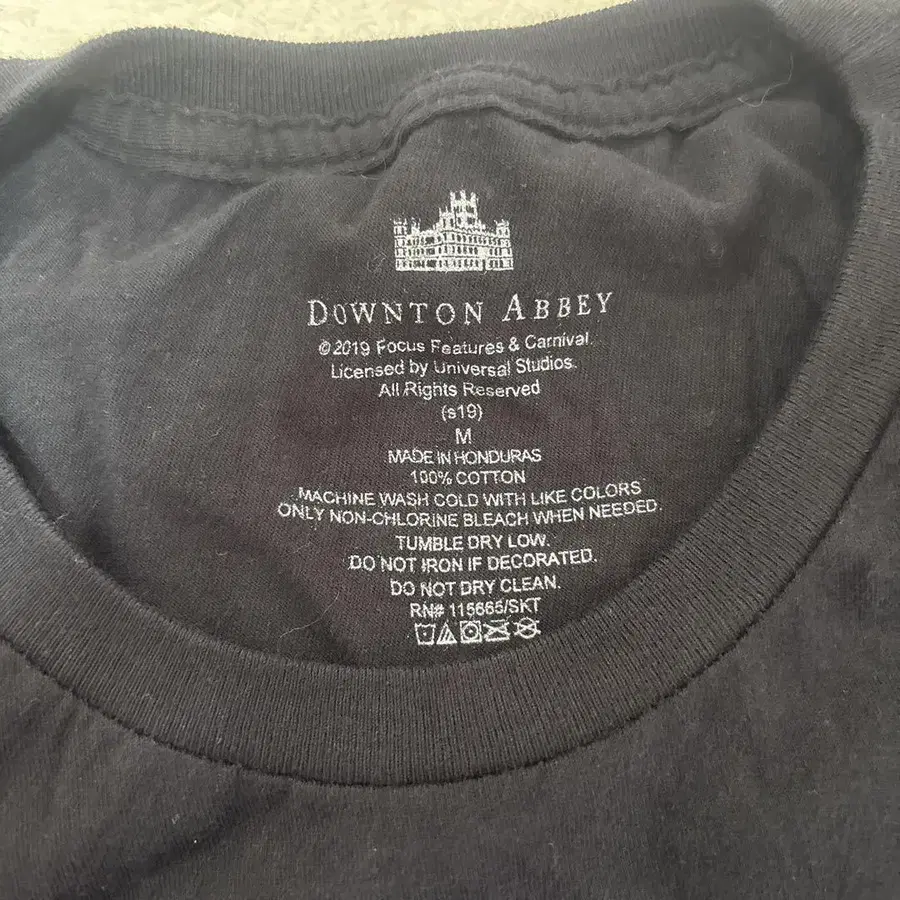 DOWNTON ABBEY
©2019 Focus Features & Carnival.
Licensed by Universal Studios.
All Rights Reserved
(s19)
M
MADE IN HONDURAS
100% COTTON
MACHINE WASH COLD WITH LIKE COLORS
ONLY NON-CHLORINE BLEACH WHEN NEEDED.
TUMBLE DRY LOW.
DO NOT IRON IF DECORATED.
DO NOT DRY CLEAN.
RN# 115665/SKT